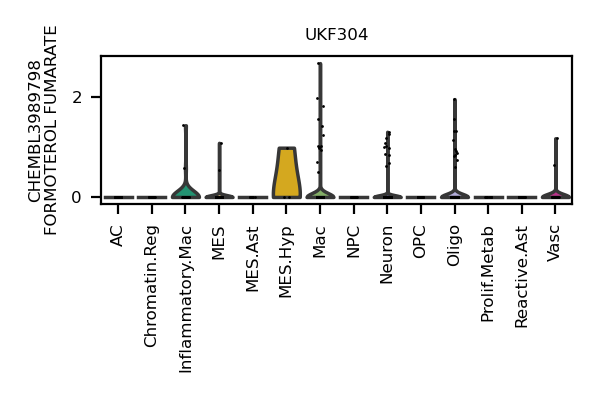 UKF304
CHEMBL3989798
FORMOTEROL FUMARATE
2
0
AC
Chromatin.Reg
Inflammatory.Mac
MES
MES.Ast
MES.Hyp
Mac
NPC
Neuron
OPC
Oligo
Prolif.Metab
Reactive.Ast
Vasc